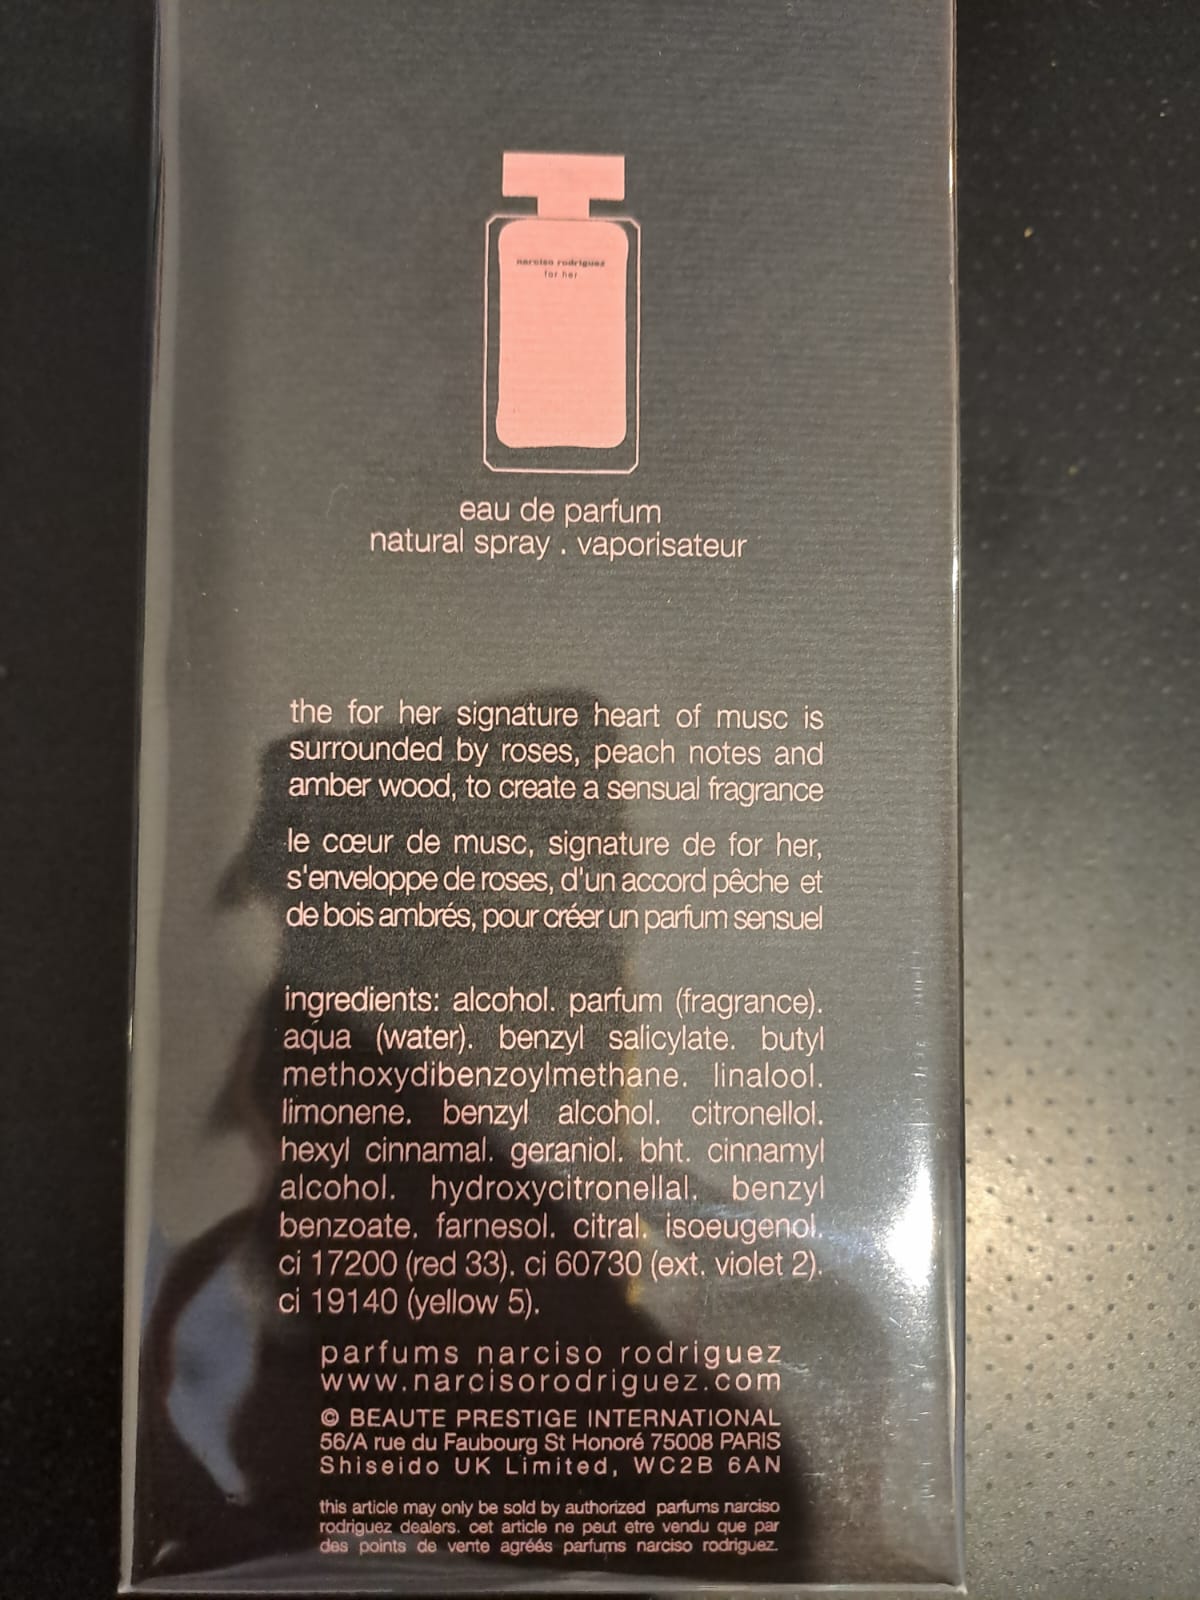 narciso rodriguez
for her
eau de parfum
natural spray . vaporisateur
the for her signature heart of musc is
surrounded by roses, peach notes and
amber wood, to create a sensual fragrance
le cœur de musc, signature de for her,
s'enveloppe de roses, d'un accord pêche et
de bois ambrés, pour créer un parfum sensuel
ingredients: alcohol. parfum (fragrance).
aqua (water). benzyl salicylate. butyl
methoxydibenzoylmethane. linalool.
limonene. benzyl alcohol. citronellol.
hexyl cinnamal. geraniol. bht. cinnamyl
alcohol. hydroxycitronellal. benzyl
benzoate. farnesol. citral. isoeugenol.
ci 17200 (red 33). ci 60730 (ext. violet 2).
ci 19140 (yellow 5).
parfums narciso rodriguez
www.narcisorodriguez.com
© BEAUTE PRESTIGE INTERNATIONAL
56/A rue du Faubourg St Honoré 75008 PARIS
Shiseido UK Limited, WC2B 6AN
this article may only be sold by authorized parfums narciso
rodriguez dealers. cet article ne peut etre vendu que par
des points de vente agréés parfums narciso rodriguez.